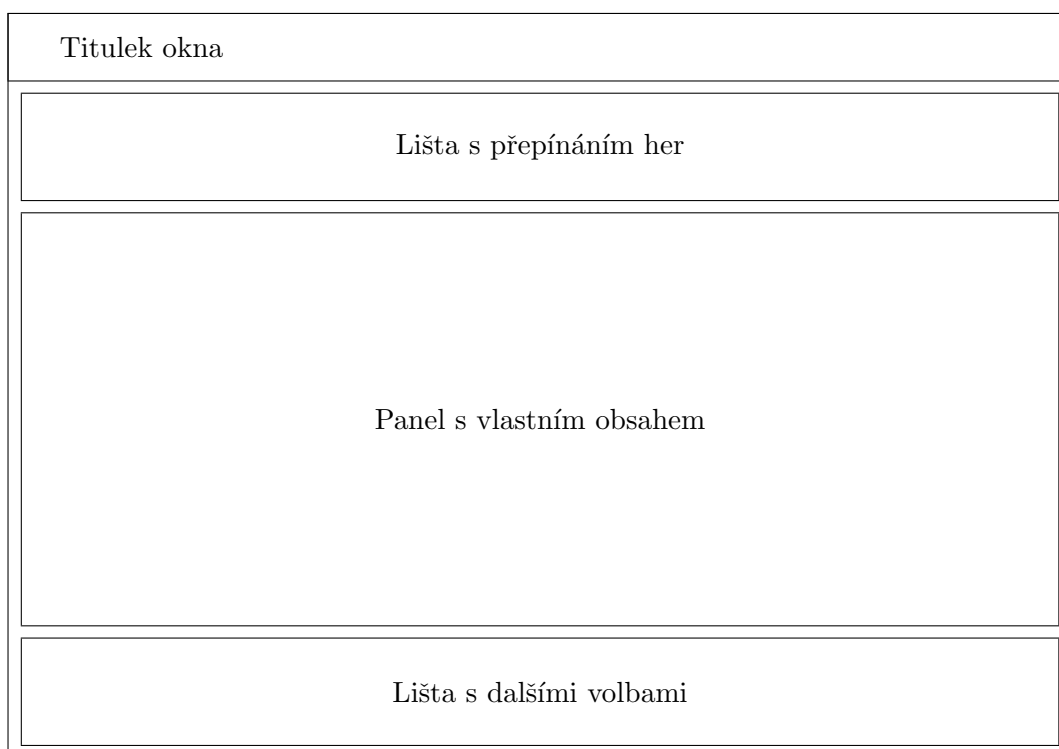 Titulek okna
Lišta s přepínáním her
Panel s vlastním obsahem
Lišta s dalšími volbami